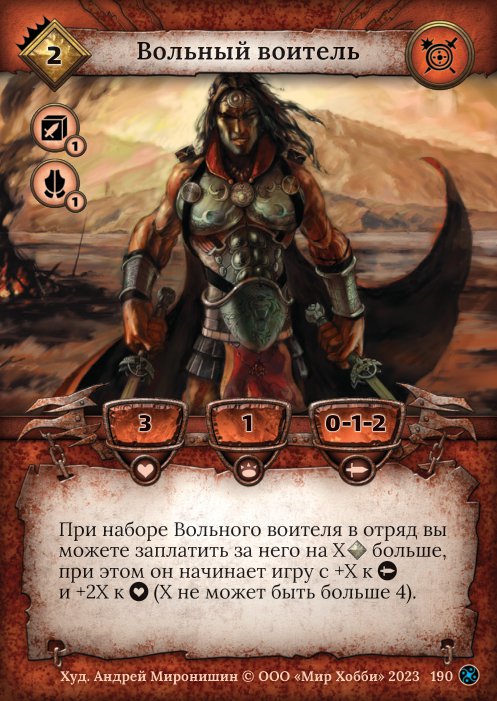 2
Вольный воитель
1
1
3
1
0-1-2
При наборе Вольного воителя в отряд вы
можете заплатить за него на X больше,
при этом он начинает игру с +X к
и +2X к (X не может быть больше 4).
Худ. Андрей Миронишин © ООО «Мир Хобби» 2023 190